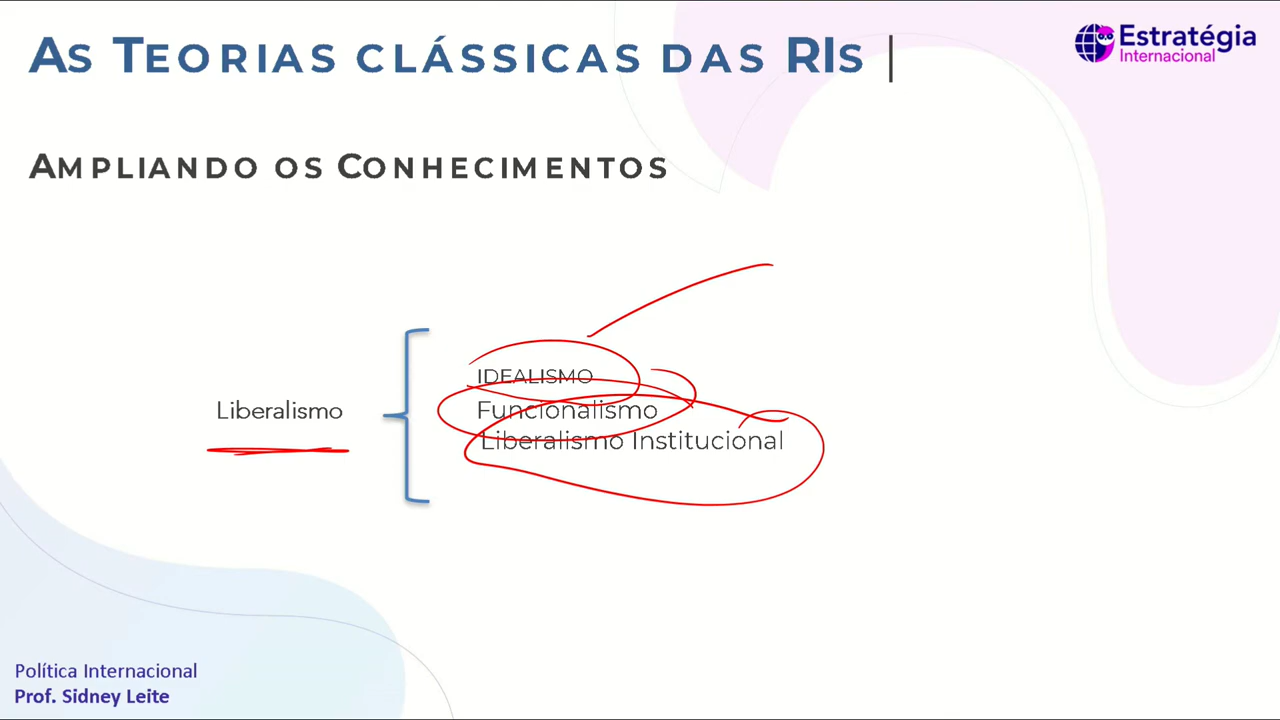 AS TEORIAS CLÁSSICAS DAS RIS |
Estratégia
Internacional
AMPLIANDO OS CONHECIMENTOS
IDEALISMO
Liberalismo
Funcionalismo
Liberalismo Institucional
Política Internacional
Prof. Sidney Leite